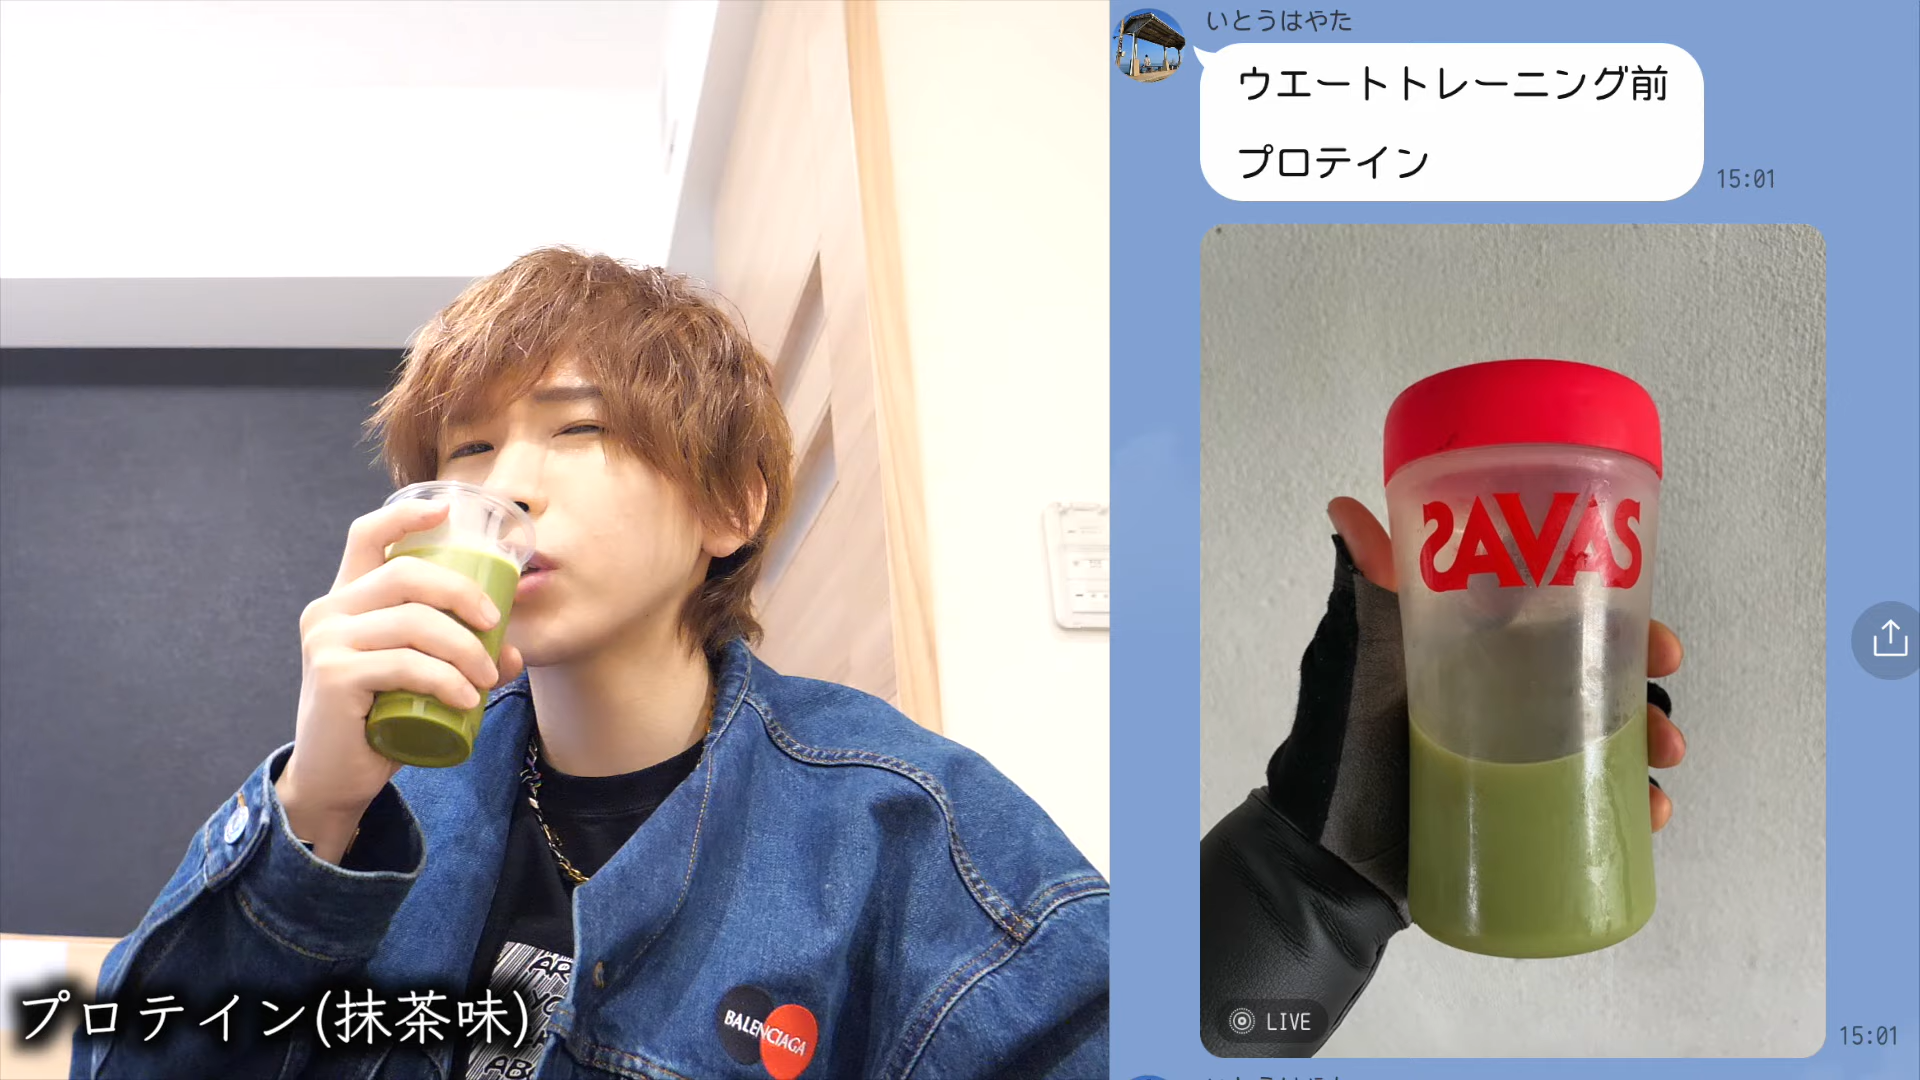 いとうはやた
ウエートトレーニング前
プロテイン
15:01
SAVAS
LIVE
15:01
BALENCIAGA
プロテイン(抹茶味)